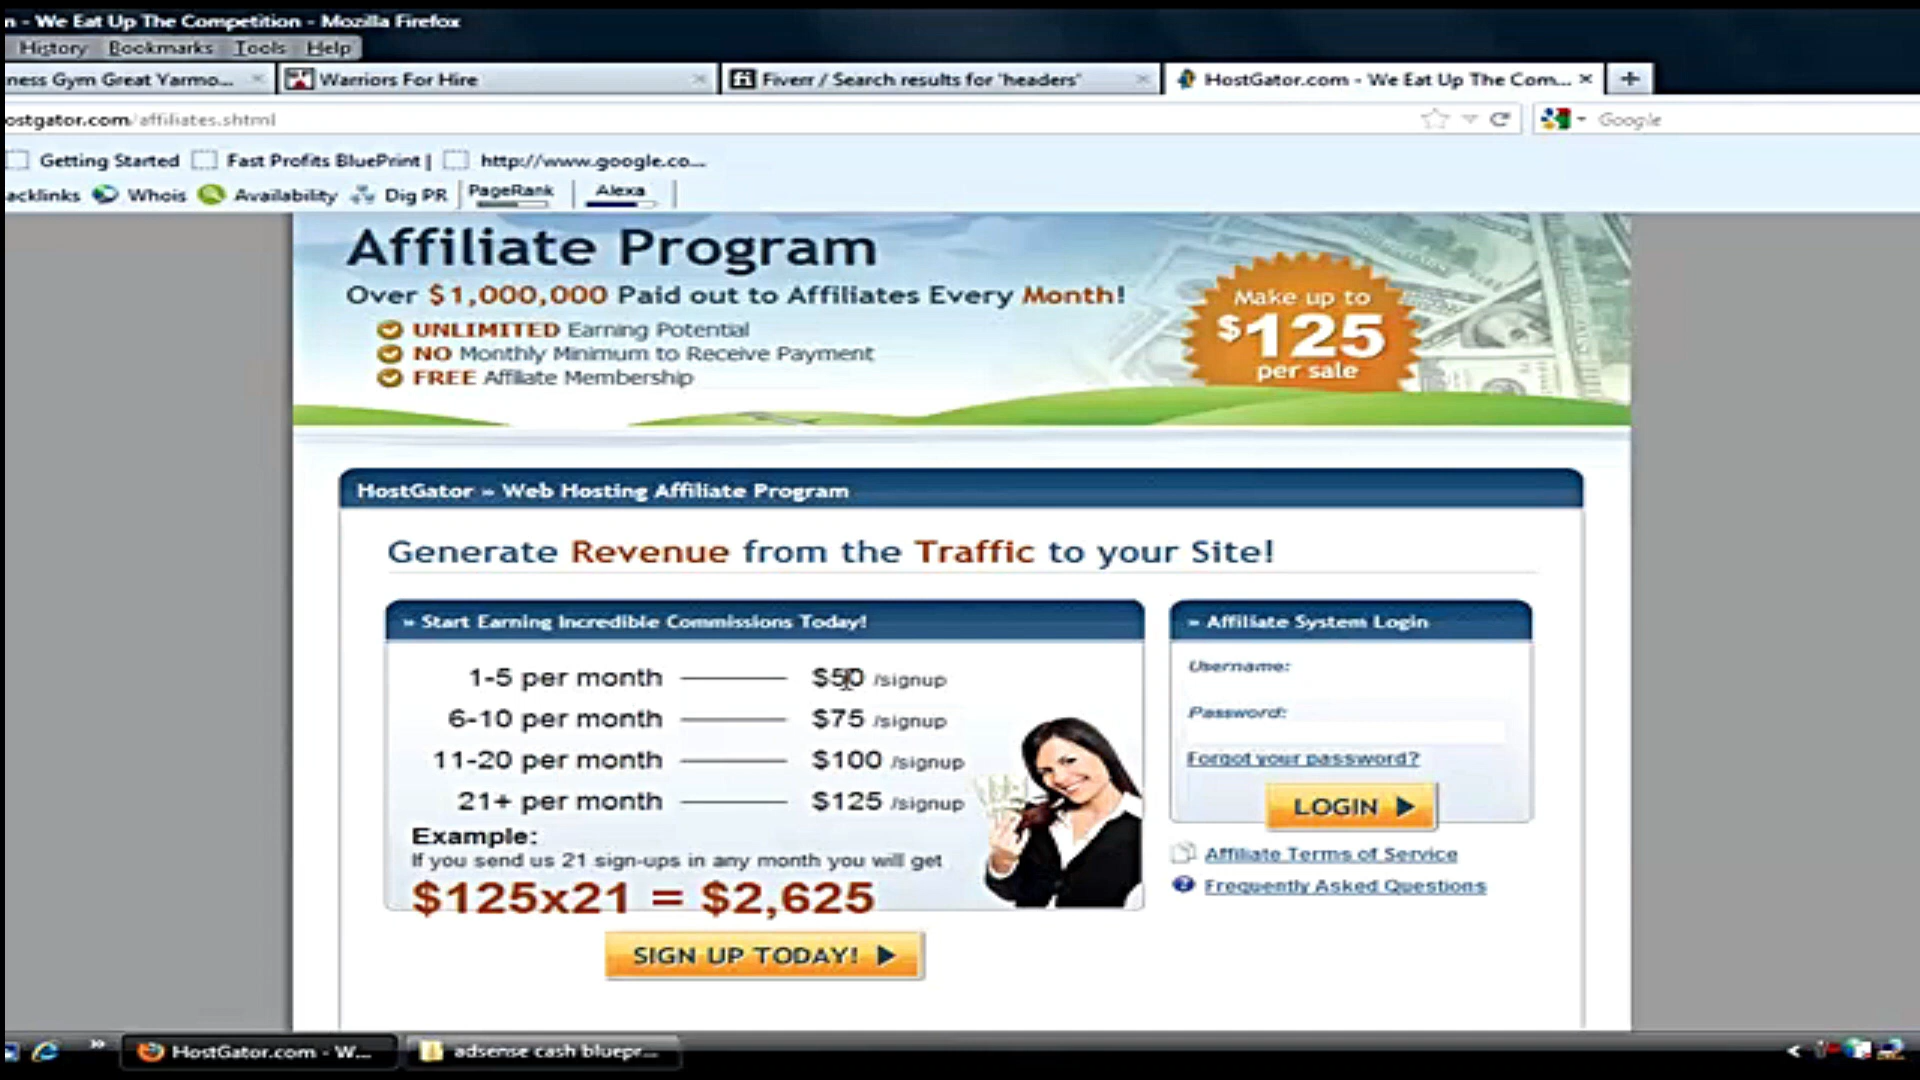 n - We Eat Up The Competition - Mozilla Firefox
History Bookmarks Tools Help
ness Gym Great Yarmo... Warriors For Hire Fiverr / Search results for 'headers' HostGator.com - We Eat Up The Com...
ostgator.com/affiliates.shtml Google
Getting Started Fast Profits BluePrint | http://www.google.co...
acklinks Whois Availability Dig PR PageRank Alexa
Affiliate Program
Over $1,000,000 Paid out to Affiliates Every Month!
UNLIMITED Earning Potential
NO Monthly Minimum to Receive Payment
FREE Affiliate Membership
Make up to
$125
per sale
HostGator » Web Hosting Affiliate Program
Generate Revenue from the Traffic to your Site!
» Start Earning Incredible Commissions Today!
1-5 per month $50 /signup
6-10 per month $75 /signup
11-20 per month $100 /signup
21+ per month $125 /signup
Example:
If you send us 21 sign-ups in any month you will get
$125x21 = $2,625
SIGN UP TODAY!
» Affiliate System Login
Username:
Password:
Forgot your password?
LOGIN
Affiliate Terms of Service
Frequently Asked Questions
HostGator.com - W... adsense cash bluepr...